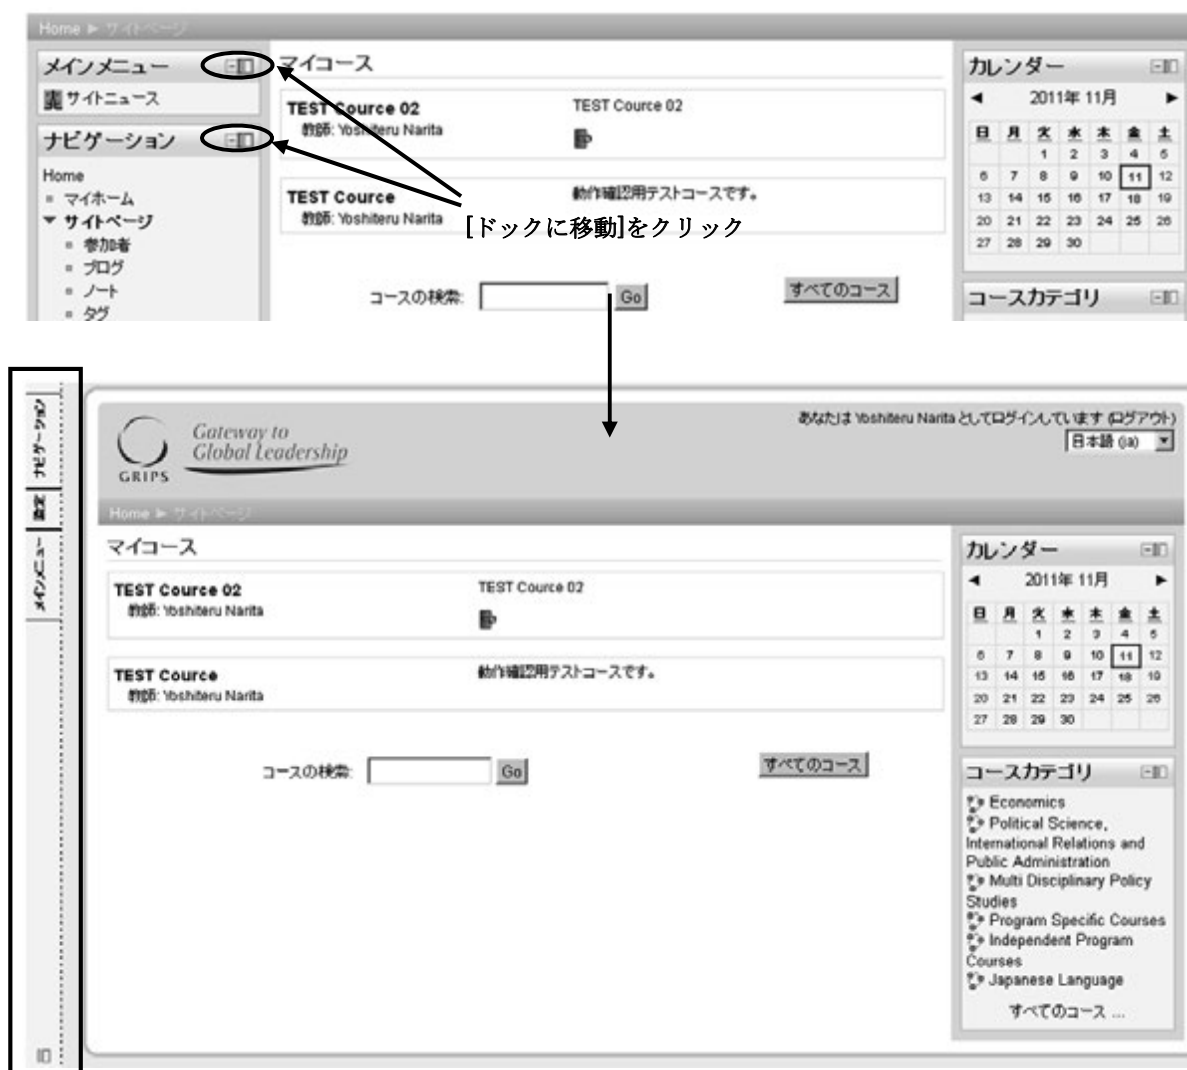 Home ► サイトページ
メインメニュー
サイトニュース
ナビゲーション
Home
マイホーム
サイトページ
参加者
ブログ
ノート
タグ
マイコース
TEST Cource 02
教師: Yoshiteru Narita
TEST Cource 02
TEST Cource
教師: Yoshiteru Narita
動作確認用テストコースです。
[ドックに移動]をクリック
コースの検索:
Go
すべてのコース
カレンダー
◄ 2011年 11月 ►
日 月 火 水 木 金 土
1 2 3 4 5
6 7 8 9 10 11 12
13 14 15 16 17 18 19
20 21 22 23 24 25 26
27 28 29 30
コースカテゴリ
ナビゲーション
設定
メインメニュー
GRIPS
Gateway to
Global Leadership
あなたは Yoshiteru Narita としてログインしています (ログアウト)
日本語 (ja)
Home ► サイトページ
マイコース
TEST Cource 02
教師: Yoshiteru Narita
TEST Cource 02
TEST Cource
教師: Yoshiteru Narita
動作確認用テストコースです。
コースの検索:
Go
すべてのコース
カレンダー
◄ 2011年 11月 ►
日 月 火 水 木 金 土
1 2 3 4 5
6 7 8 9 10 11 12
13 14 15 16 17 18 19
20 21 22 23 24 25 26
27 28 29 30
コースカテゴリ
Economics
Political Science,
International Relations and
Public Administration
Multi Disciplinary Policy
Studies
Program Specific Courses
Independent Program
Courses
Japanese Language
すべてのコース ...